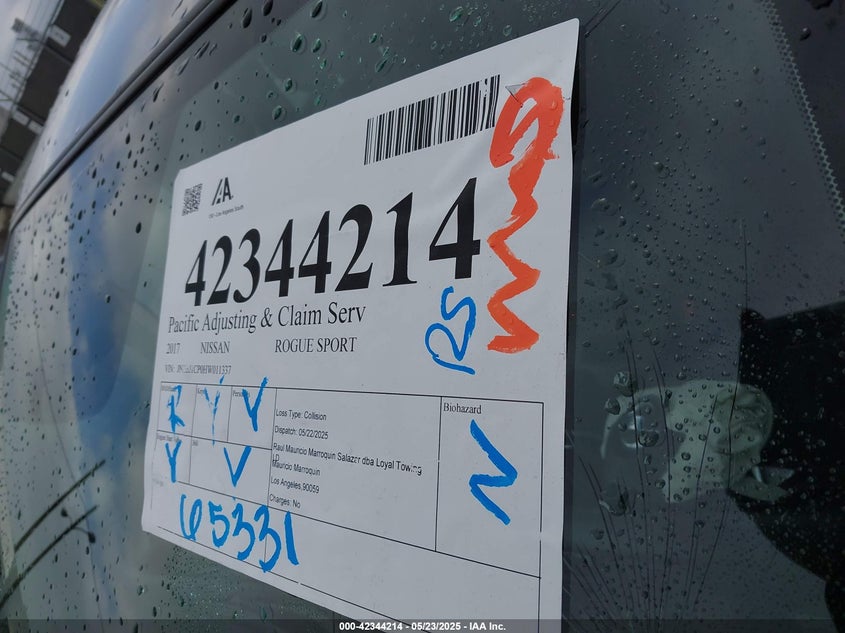 IAA
42344214
Pacific Adjusting & Claim Serv
2017 NISSAN ROGUE SPORT
RS
Loss Type: Collision
Dispatch: 05/22/2025
Raul Mauricio Marroquin Salazar dba Loyal Towing
Mauricio Marroquin
Los Angeles,90059
Charges: No
Biohazard
N
R Y Y
Y V
65331
000-42344214 - 05/23/2025 - IAA Inc.